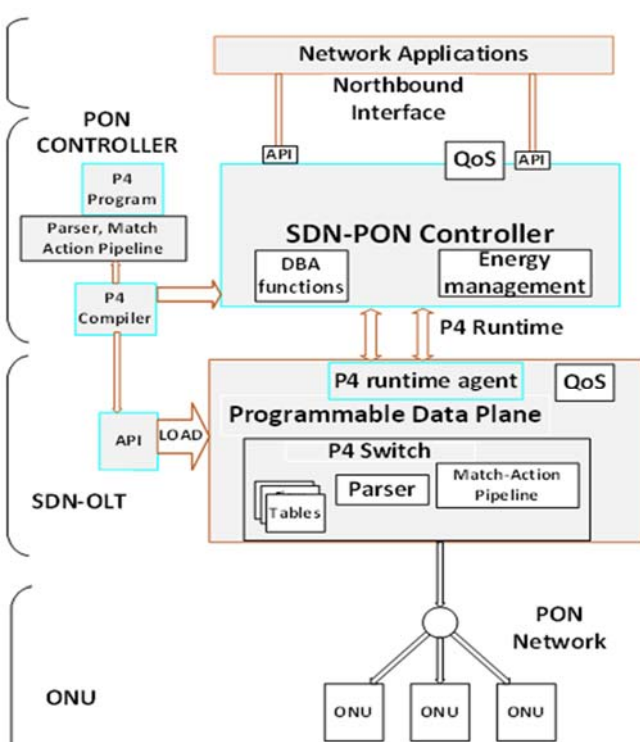 Network Applications
Northbound
Interface
PON
CONTROLLER
API
QoS
API
P4
Program
Parser, Match
Action Pipeline
SDN-PON Controller
DBA
functions
Energy
management
P4
Compiler
P4 Runtime
P4 runtime agent
QoS
Programmable Data Plane
API
LOAD
P4 Switch
Parser
Match-Action
Pipeline
Tables
SDN-OLT
PON
Network
ONU
ONU
ONU
ONU